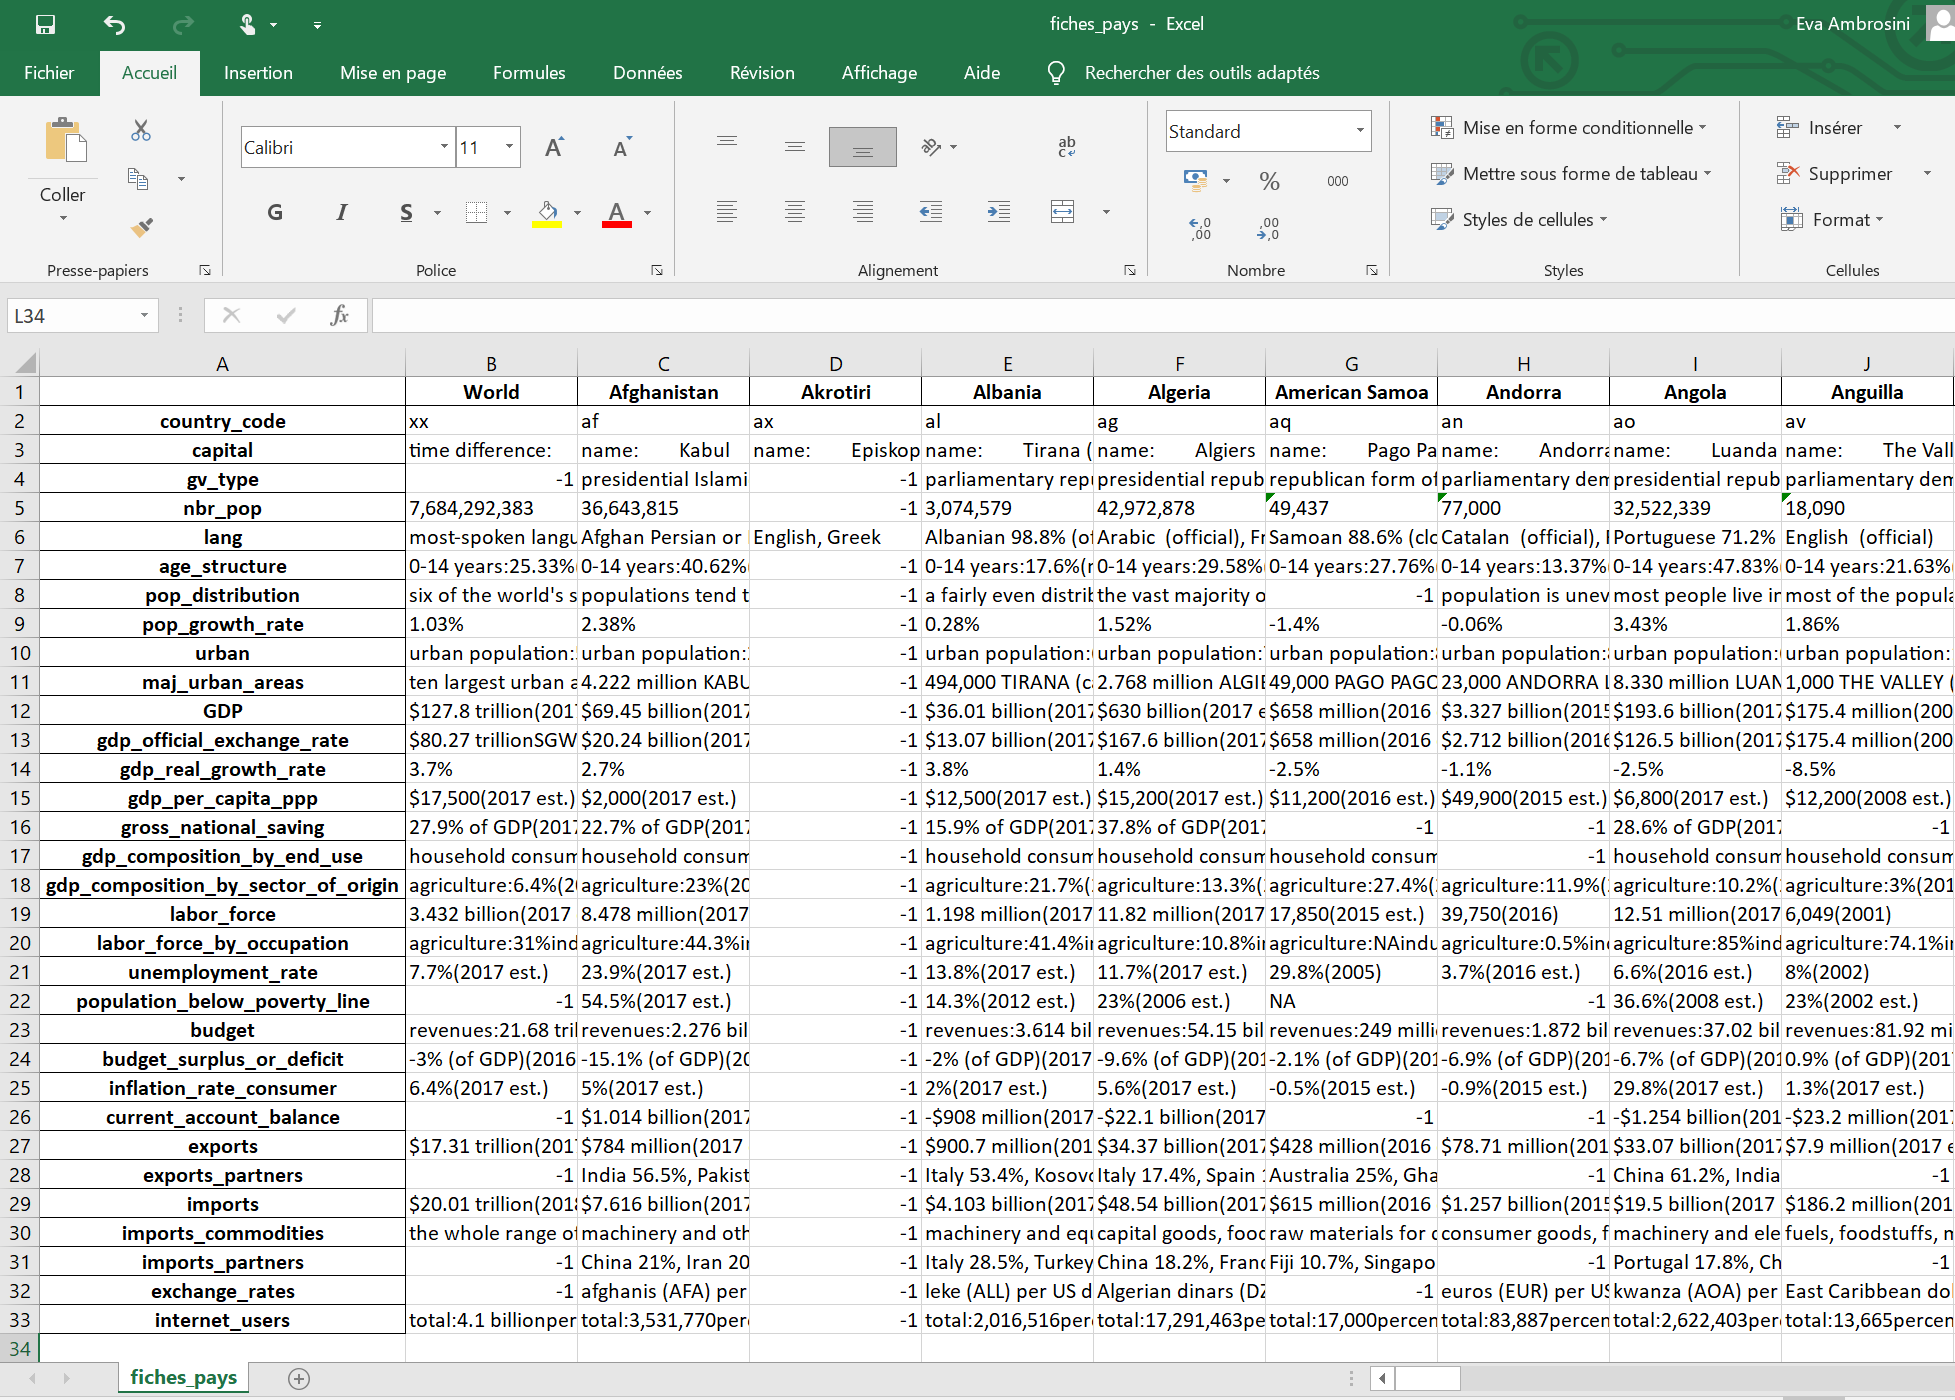 fiches_pays - Excel
Eva Ambrosini
Fichier Accueil Insertion Mise en page Formules Données Révision Affichage Aide Rechercher des outils adaptés
Coller
Presse-papiers
Calibri 11
G I S
Police
ab
c
Alignement
Standard
% 000
,0 ,00
,00 ,0
Nombre
Mise en forme conditionnelle
Mettre sous forme de tableau
Styles de cellules
Styles
Insérer
Supprimer
Format
Cellules
L34 fx
A B C D E F G H I J
1 World Afghanistan Akrotiri Albania Algeria American Samoa Andorra Angola Anguilla
2 country_code xx af ax al ag aq an ao av
3 capital time difference: name: Kabul name: Episkop name: Tirana ( name: Algiers name: Pago Pa name: Andorra name: Luanda name: The Vall
4 gv_type -1 presidential Islami -1 parliamentary rep presidential repub republican form of parliamentary dem presidential repub parliamentary dem
5 nbr_pop 7,684,292,383 36,643,815 -1 3,074,579 42,972,878 49,437 77,000 32,522,339 18,090
6 lang most-spoken langu Afghan Persian or English, Greek Albanian 98.8% (of Arabic (official), Fr Samoan 88.6% (clo Catalan (official), Portuguese 71.2% English (official)
7 age_structure 0-14 years:25.33%( 0-14 years:40.62%( -1 0-14 years:17.6%(m 0-14 years:29.58%( 0-14 years:27.76%( 0-14 years:13.37%( 0-14 years:47.83%( 0-14 years:21.63%(
8 pop_distribution six of the world's s populations tend t -1 a fairly even distrib the vast majority o -1 population is unev most people live in most of the popula
9 pop_growth_rate 1.03% 2.38% -1 0.28% 1.52% -1.4% -0.06% 3.43% 1.86%
10 urban urban population: urban population: -1 urban population: urban population: urban population: urban population: urban population: urban population:
11 maj_urban_areas ten largest urban a 4.222 million KABU -1 494,000 TIRANA (c 2.768 million ALGIE 49,000 PAGO PAGO 23,000 ANDORRA L 8.330 million LUAN 1,000 THE VALLEY (
12 GDP $127.8 trillion(201 $69.45 billion(2017 -1 $36.01 billion(2017 $630 billion(2017 e $658 million(2016 $3.327 billion(2015 $193.6 billion(2017 $175.4 million(200
13 gdp_official_exchange_rate $80.27 trillionSGW $20.24 billion(2017 -1 $13.07 billion(2017 $167.6 billion(2017 $658 million(2016 $2.712 billion(2016 $126.5 billion(2017 $175.4 million(200
14 gdp_real_growth_rate 3.7% 2.7% -1 3.8% 1.4% -2.5% -1.1% -2.5% -8.5%
15 gdp_per_capita_ppp $17,500(2017 est.) $2,000(2017 est.) -1 $12,500(2017 est.) $15,200(2017 est.) $11,200(2016 est.) $49,900(2015 est.) $6,800(2017 est.) $12,200(2008 est.)
16 gross_national_saving 27.9% of GDP(2017 22.7% of GDP(2017 -1 15.9% of GDP(2017 37.8% of GDP(2017 -1 -1 28.6% of GDP(2017 -1
17 gdp_composition_by_end_use household consum household consum -1 household consum household consum household consum -1 household consum household consum
18 gdp_composition_by_sector_of_origin agriculture:6.4%(20 agriculture:23%(20 -1 agriculture:21.7%( agriculture:13.3%( agriculture:27.4%( agriculture:11.9%( agriculture:10.2%( agriculture:3%(201
19 labor_force 3.432 billion(2017 8.478 million(2017 -1 1.198 million(2017 11.82 million(2017 17,850(2015 est.) 39,750(2016) 12.51 million(2017 6,049(2001)
20 labor_force_by_occupation agriculture:31%ind agriculture:44.3%in -1 agriculture:41.4%in agriculture:10.8%in agriculture:NAindu agriculture:0.5%ind agriculture:85%ind agriculture:74.1%in
21 unemployment_rate 7.7%(2017 est.) 23.9%(2017 est.) -1 13.8%(2017 est.) 11.7%(2017 est.) 29.8%(2005) 3.7%(2016 est.) 6.6%(2016 est.) 8%(2002)
22 population_below_poverty_line -1 54.5%(2017 est.) -1 14.3%(2012 est.) 23%(2006 est.) NA -1 36.6%(2008 est.) 23%(2002 est.)
23 budget revenues:21.68 tril revenues:2.276 bil -1 revenues:3.614 bil revenues:54.15 bil revenues:249 milli revenues:1.872 bil revenues:37.02 bil revenues:81.92 mi
24 budget_surplus_or_deficit -3% (of GDP)(2016 -15.1% (of GDP)(20 -1 -2% (of GDP)(2017 -9.6% (of GDP)(201 -2.1% (of GDP)(201 -6.9% (of GDP)(201 -6.7% (of GDP)(201 0.9% (of GDP)(201
25 inflation_rate_consumer 6.4%(2017 est.) 5%(2017 est.) -1 2%(2017 est.) 5.6%(2017 est.) -0.5%(2015 est.) -0.9%(2015 est.) 29.8%(2017 est.) 1.3%(2017 est.)
26 current_account_balance -1 $1.014 billion(2017 -1 -$908 million(2017 -$22.1 billion(2017 -1 -1 -$1.254 billion(201 -$23.2 million(201
27 exports $17.31 trillion(201 $784 million(2017 -1 $900.7 million(201 $34.37 billion(2017 $428 million(2016 $78.71 million(201 $33.07 billion(2017 $7.9 million(2017 e
28 exports_partners -1 India 56.5%, Pakist -1 Italy 53.4%, Kosovo Italy 17.4%, Spain Australia 25%, Gha -1 China 61.2%, India -1
29 imports $20.01 trillion(2018 $7.616 billion(2017 -1 $4.103 billion(2017 $48.54 billion(2017 $615 million(2016 $1.257 billion(2015 $19.5 billion(2017 $186.2 million(201
30 imports_commodities the whole range of machinery and oth -1 machinery and equ capital goods, food raw materials for c consumer goods, f machinery and ele fuels, foodstuffs, m
31 imports_partners -1 China 21%, Iran 20 -1 Italy 28.5%, Turkey China 18.2%, Franc Fiji 10.7%, Singapo -1 Portugal 17.8%, Ch -1
32 exchange_rates -1 afghanis (AFA) per -1 leke (ALL) per US d Algerian dinars (DZ -1 euros (EUR) per US kwanza (AOA) per East Caribbean dol
33 internet_users total:4.1 billionper total:3,531,770per -1 total:2,016,516per total:17,291,463pe total:17,000percen total:83,887percen total:2,622,403per total:13,665percen
34
fiches_pays